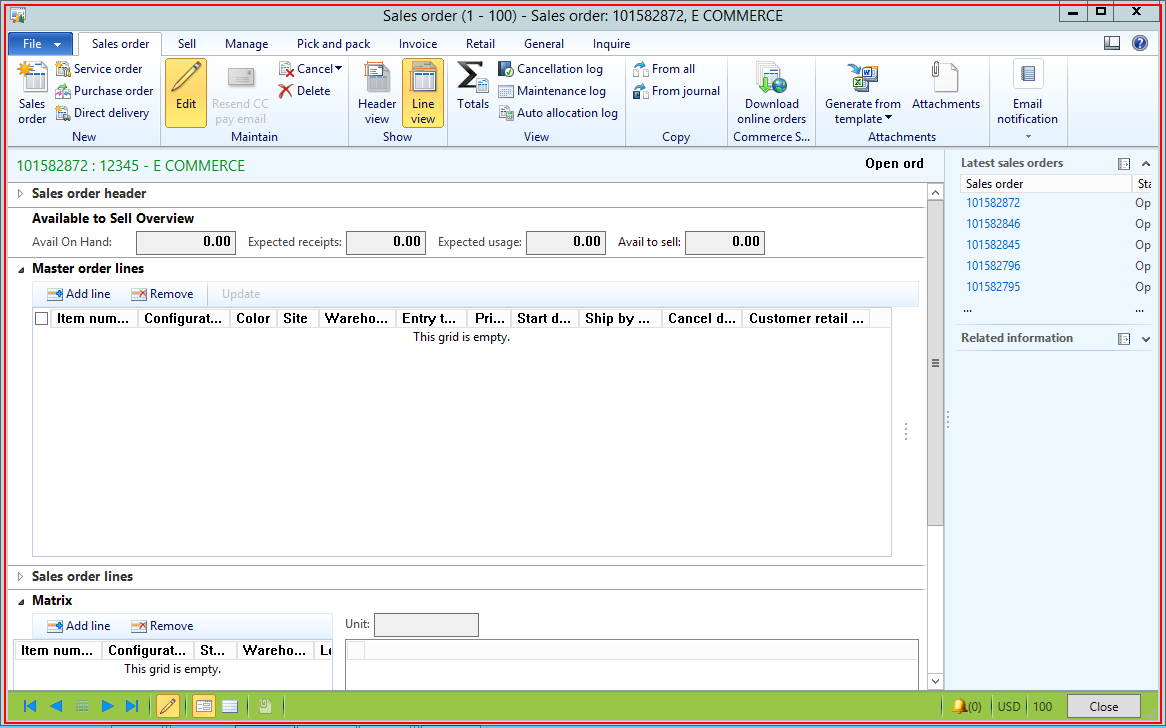 Sales order (1 - 100) - Sales order: 101582872, E COMMERCE
File Sales order Sell Manage Pick and pack Invoice Retail General Inquire
Sales order
Service order
Purchase order
Direct delivery
New
Edit
Resend CC pay email
Cancel
Delete
Maintain
Header view
Line view
Show
Totals
Cancellation log
Maintenance log
Auto allocation log
View
From all
From journal
Copy
Download online orders
Commerce S...
Generate from template
Attachments
Attachments
Email notification
101582872 : 12345 - E COMMERCE
Open ord
Sales order header
Available to Sell Overview
Avail On Hand: 0.00 Expected receipts: 0.00 Expected usage: 0.00 Avail to sell: 0.00
Master order lines
Add line Remove Update
Item num... Configurat... Color Site Wareho... Entry t... Pri... Start d... Ship by ... Cancel d... Customer retail ...
This grid is empty.
Sales order lines
Matrix
Add line Remove
Unit:
Item num... Configurat... St... Wareho... Lo
This grid is empty.
Latest sales orders
Sales order Sta
101582872 Op
101582846 Op
101582845 Op
101582796 Op
101582795 Op
... ...
Related information
(0) USD 100 Close